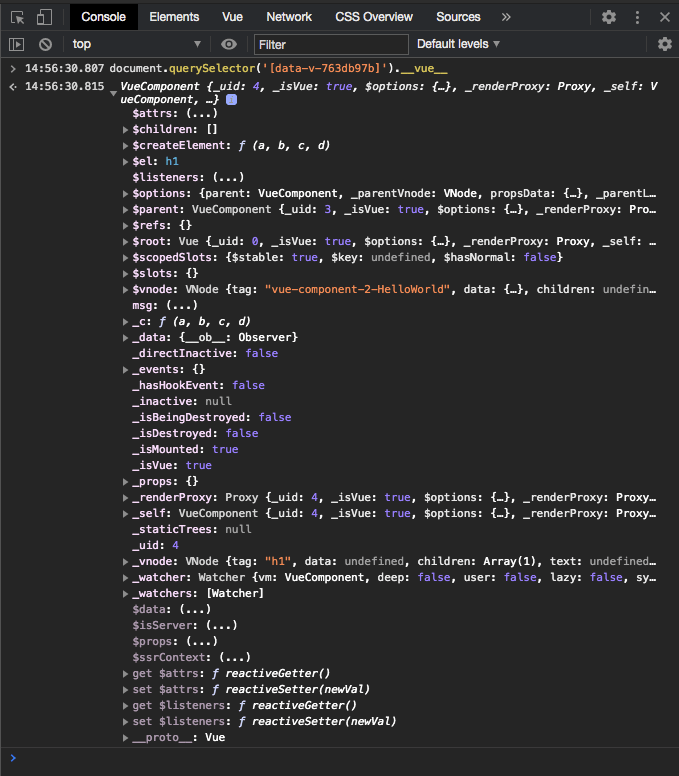 Console Elements Vue Network CSS Overview Sources »
top ▼ Filter Default levels ▼
14:56:30.807 document.querySelector('[data-v-763db97b]').__vue__
14:56:30.815 VueComponent {_uid: 4, _isVue: true, $options: {…}, _renderProxy: Proxy, _self: V
ueComponent, …} i
$attrs: (...)
$children: []
$createElement: ƒ (a, b, c, d)
$el: h1
$listeners: (...)
$options: {parent: VueComponent, _parentVnode: VNode, propsData: {…}, _parentL…
$parent: VueComponent {_uid: 3, _isVue: true, $options: {…}, _renderProxy: Pro…
$refs: {}
$root: Vue {_uid: 0, _isVue: true, $options: {…}, _renderProxy: Proxy, _self: …
$scopedSlots: {$stable: true, $key: undefined, $hasNormal: false}
$slots: {}
$vnode: VNode {tag: "vue-component-2-HelloWorld", data: {…}, children: undefin…
msg: (...)
_c: ƒ (a, b, c, d)
_data: {__ob__: Observer}
_directInactive: false
_events: {}
_hasHookEvent: false
_inactive: null
_isBeingDestroyed: false
_isDestroyed: false
_isMounted: true
_isVue: true
_props: {}
_renderProxy: Proxy {_uid: 4, _isVue: true, $options: {…}, _renderProxy: Proxy…
_self: VueComponent {_uid: 4, _isVue: true, $options: {…}, _renderProxy: Proxy…
_staticTrees: null
_uid: 4
_vnode: VNode {tag: "h1", data: undefined, children: Array(1), text: undefined…
_watcher: Watcher {vm: VueComponent, deep: false, user: false, lazy: false, sy…
_watchers: [Watcher]
$data: (...)
$isServer: (...)
$props: (...)
$ssrContext: (...)
get $attrs: ƒ reactiveGetter()
set $attrs: ƒ reactiveSetter(newVal)
get $listeners: ƒ reactiveGetter()
set $listeners: ƒ reactiveSetter(newVal)
__proto__: Vue